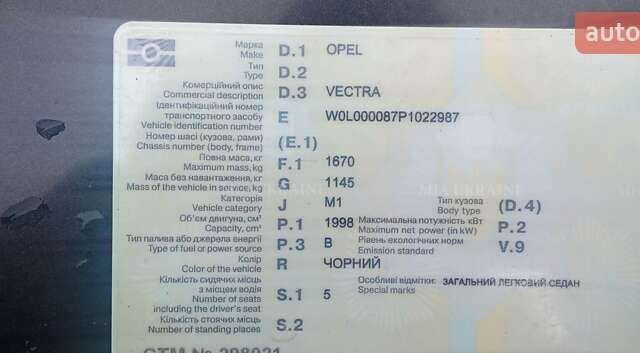 auto
Марка
Make D.1 OPEL
Тип
Type D.2
Комерційний опис
Commercial description D.3 VECTRA
Ідентифікаційний номер
транспортного засобу
Vehicle identification number E W0L000087P1022987
Номер шасі (кузова, рами)
Chassis number (body, frame) (E.1)
Повна маса, кг
Maximum mass, kg F.1 1670
Маса без навантаження, кг
Mass of the vehicle in service, kg G 1145
Категорія
Vehicle category J M1
Тип кузова
Body type (D.4)
Об'єм двигуна, см³
Capacity, cm³ P.1 1998
Максимальна потужність кВт
Maximum net power (in kW) P.2
Тип палива або джерела енергії
Type of fuel or power source P.3 B
Рівень екологічних норм
Emission standard V.9
Колір
Color of the vehicle R ЧОРНИЙ
Кількість сидячих місць
з місцем водія
Number of seats
including the driver's seat S.1 5
Особливі відмітки: ЗАГАЛЬНИЙ ЛЕГКОВИЙ СЕДАН
Special marks
Кількість стоячих місць
Number of standing places S.2